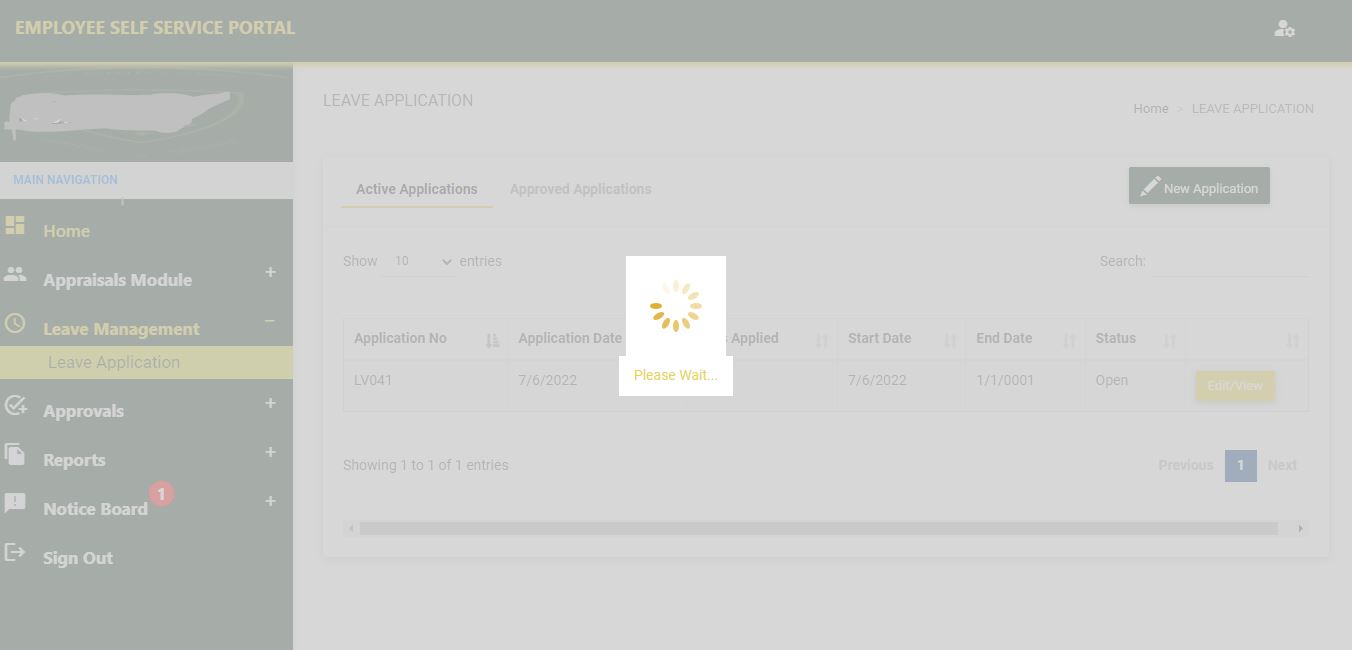 EMPLOYEE SELF SERVICE PORTAL
LEAVE APPLICATION
Home > LEAVE APPLICATION
MAIN NAVIGATION
Home
Appraisals Module +
Leave Management −
Leave Application
Approvals +
Reports +
Notice Board 1 +
Sign Out
Active Applications Approved Applications New Application
Show 10 entries Search:
Application No Application Date Applied Start Date End Date Status
LV041 7/6/2022 7/6/2022 1/1/0001 Open Edit/View
Please Wait...
Showing 1 to 1 of 1 entries Previous 1 Next